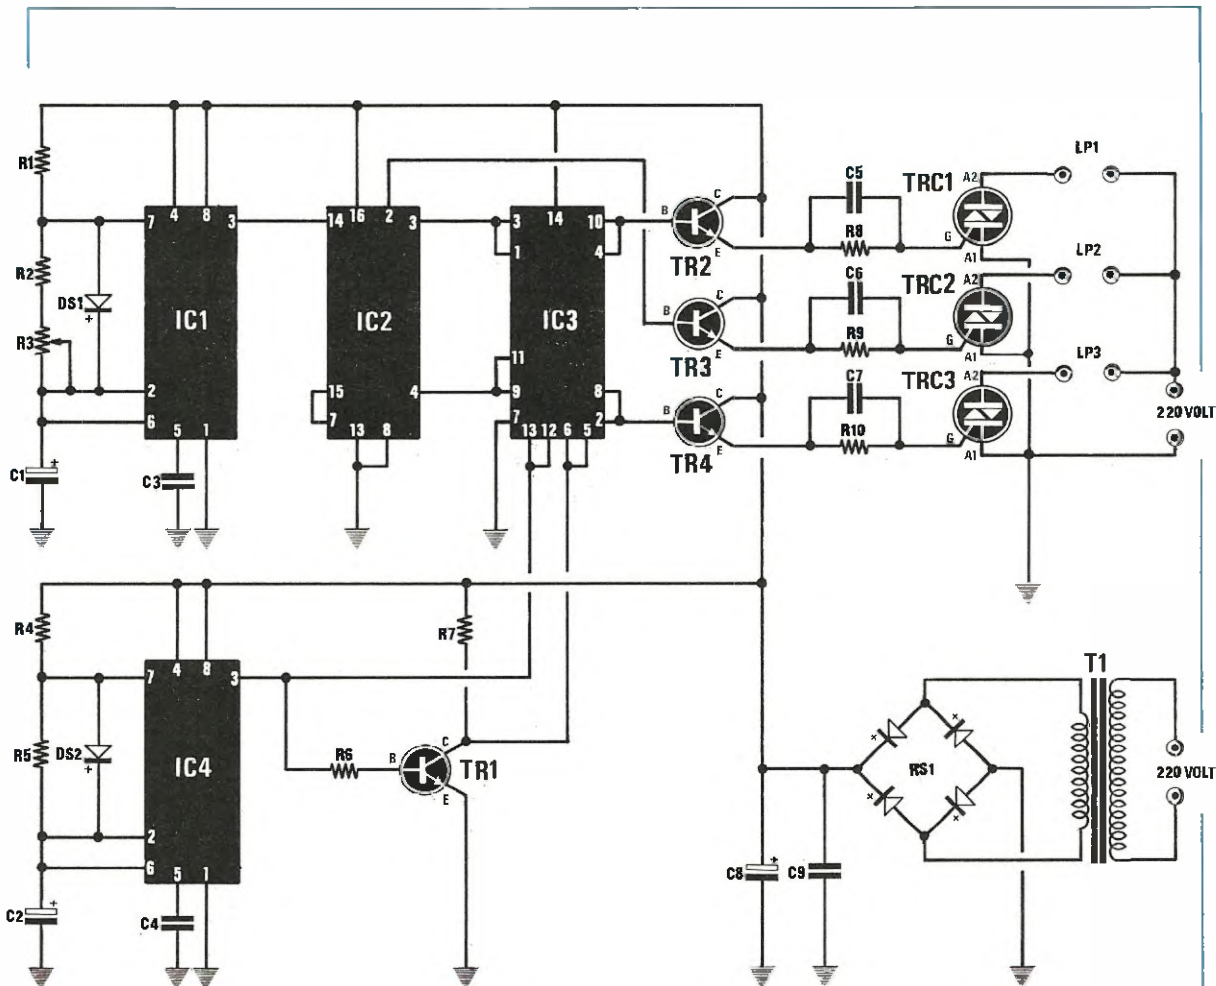 R1
R2
R3
DS1
C1
7
2
6
4
8
3
IC1
5
1
C3
14
16
2
3
IC2
15
7
4
13
8
3
1
14
10
4
IC3
11
9
7
8
2
13
12
6
5
B
C
E
TR2
B
C
E
TR3
B
C
E
TR4
C5
R8
C6
R9
C7
R10
TRC1
A2
G
A1
TRC2
A2
G
A1
TRC3
A2
G
A1
LP1
LP2
LP3
220 VOLT
R4
R5
DS2
C2
7
4
8
3
IC4
2
6
5
1
C4
R6
R7
B
C
E
TR1
C8
C9
RS1
T1
220 VOLT